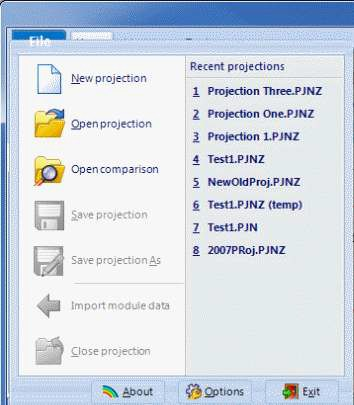 File
New projection
Open projection
Open comparison
Save projection
Save projection As
Import module data
Close projection
Recent projections
1 Projection Three.PJNZ
2 Projection One.PJNZ
3 Projection 1.PJNZ
4 Test1.PJNZ
5 NewOldProj.PJNZ
6 Test1.PJNZ (temp)
7 Test1.PJN
8 2007PRoj.PJNZ
About
Options
Exit